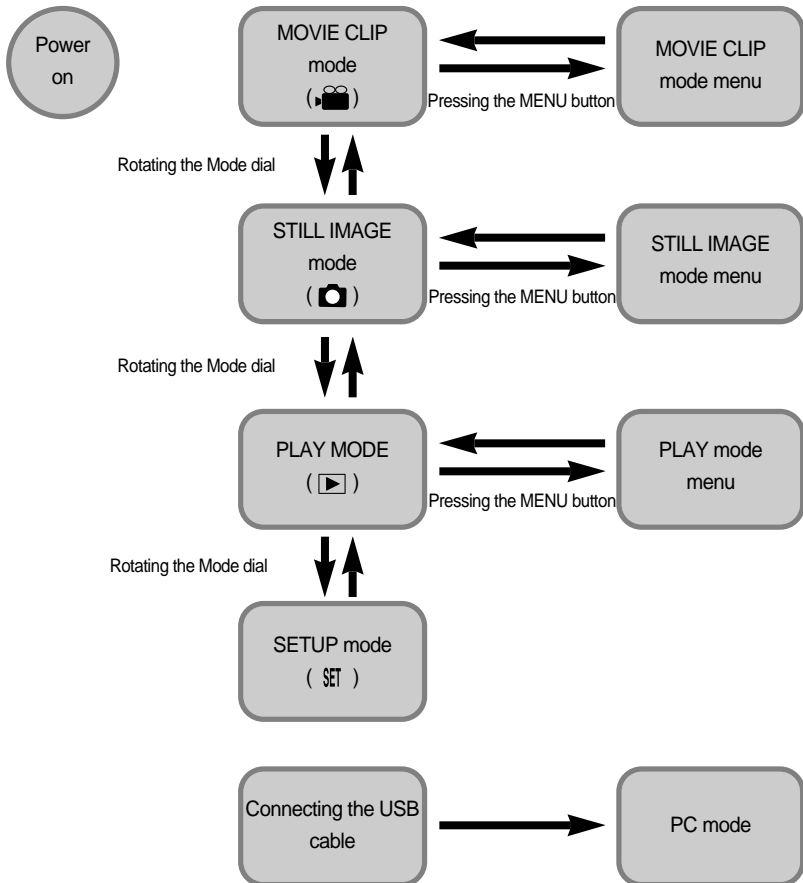 Power
on
MOVIE CLIP
mode
( )
Pressing the MENU button
MOVIE CLIP
mode menu
Rotating the Mode dial
STILL IMAGE
mode
( )
Pressing the MENU button
STILL IMAGE
mode menu
Rotating the Mode dial
PLAY MODE
( )
Pressing the MENU button
PLAY mode
menu
Rotating the Mode dial
SETUP mode
( SET )
Connecting the USB
cable
PC mode